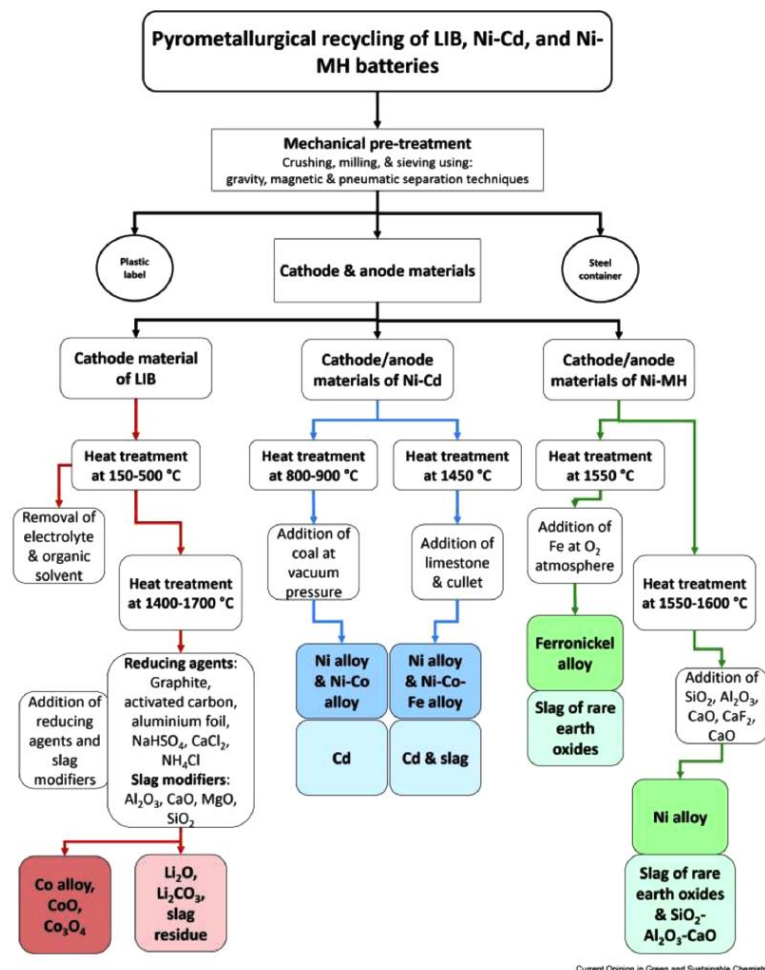 Pyrometallurgical recycling of LIB, Ni-Cd, and Ni-
MH batteries
Mechanical pre-treatment
Crushing, milling, & sieving using:
gravity, magnetic & pneumatic separation techniques
Plastic
label
Cathode & anode materials
Steel
container
Cathode material
of LIB
Cathode/anode
materials of Ni-Cd
Cathode/anode
materials of Ni-MH
Heat treatment
at 150-500 °C
Heat treatment
at 800-900 °C
Heat treatment
at 1450 °C
Heat treatment
at 1550 °C
Removal of
electrolyte
& organic
solvent
Addition of
coal at
vacuum
pressure
Addition of
limestone
& cullet
Addition of
Fe at O₂
atmosphere
Heat treatment
at 1400-1700 °C
Heat treatment
at 1550-1600 °C
Addition of
reducing
agents and
slag
modifiers
Reducing agents:
Graphite,
activated carbon,
aluminium foil,
NaHSO₄, CaCl₂,
NH₄Cl
Slag modifiers:
Al₂O₃, CaO, MgO,
SiO₂
Ni alloy
& Ni-Co
alloy
Cd
Ni alloy
& Ni-Co-
Fe alloy
Cd & slag
Ferronickel
alloy
Slag of rare
earth
oxides
Addition of
SiO₂, Al₂O₃,
CaO, CaF₂,
CaO
Ni alloy
Slag of rare
earth oxides
& SiO₂-
Al₂O₃-CaO
Co alloy,
CoO,
Co₃O₄
Li₂O,
Li₂CO₃,
slag
residue
Current Opinion in Green and Sustainable Chemistry